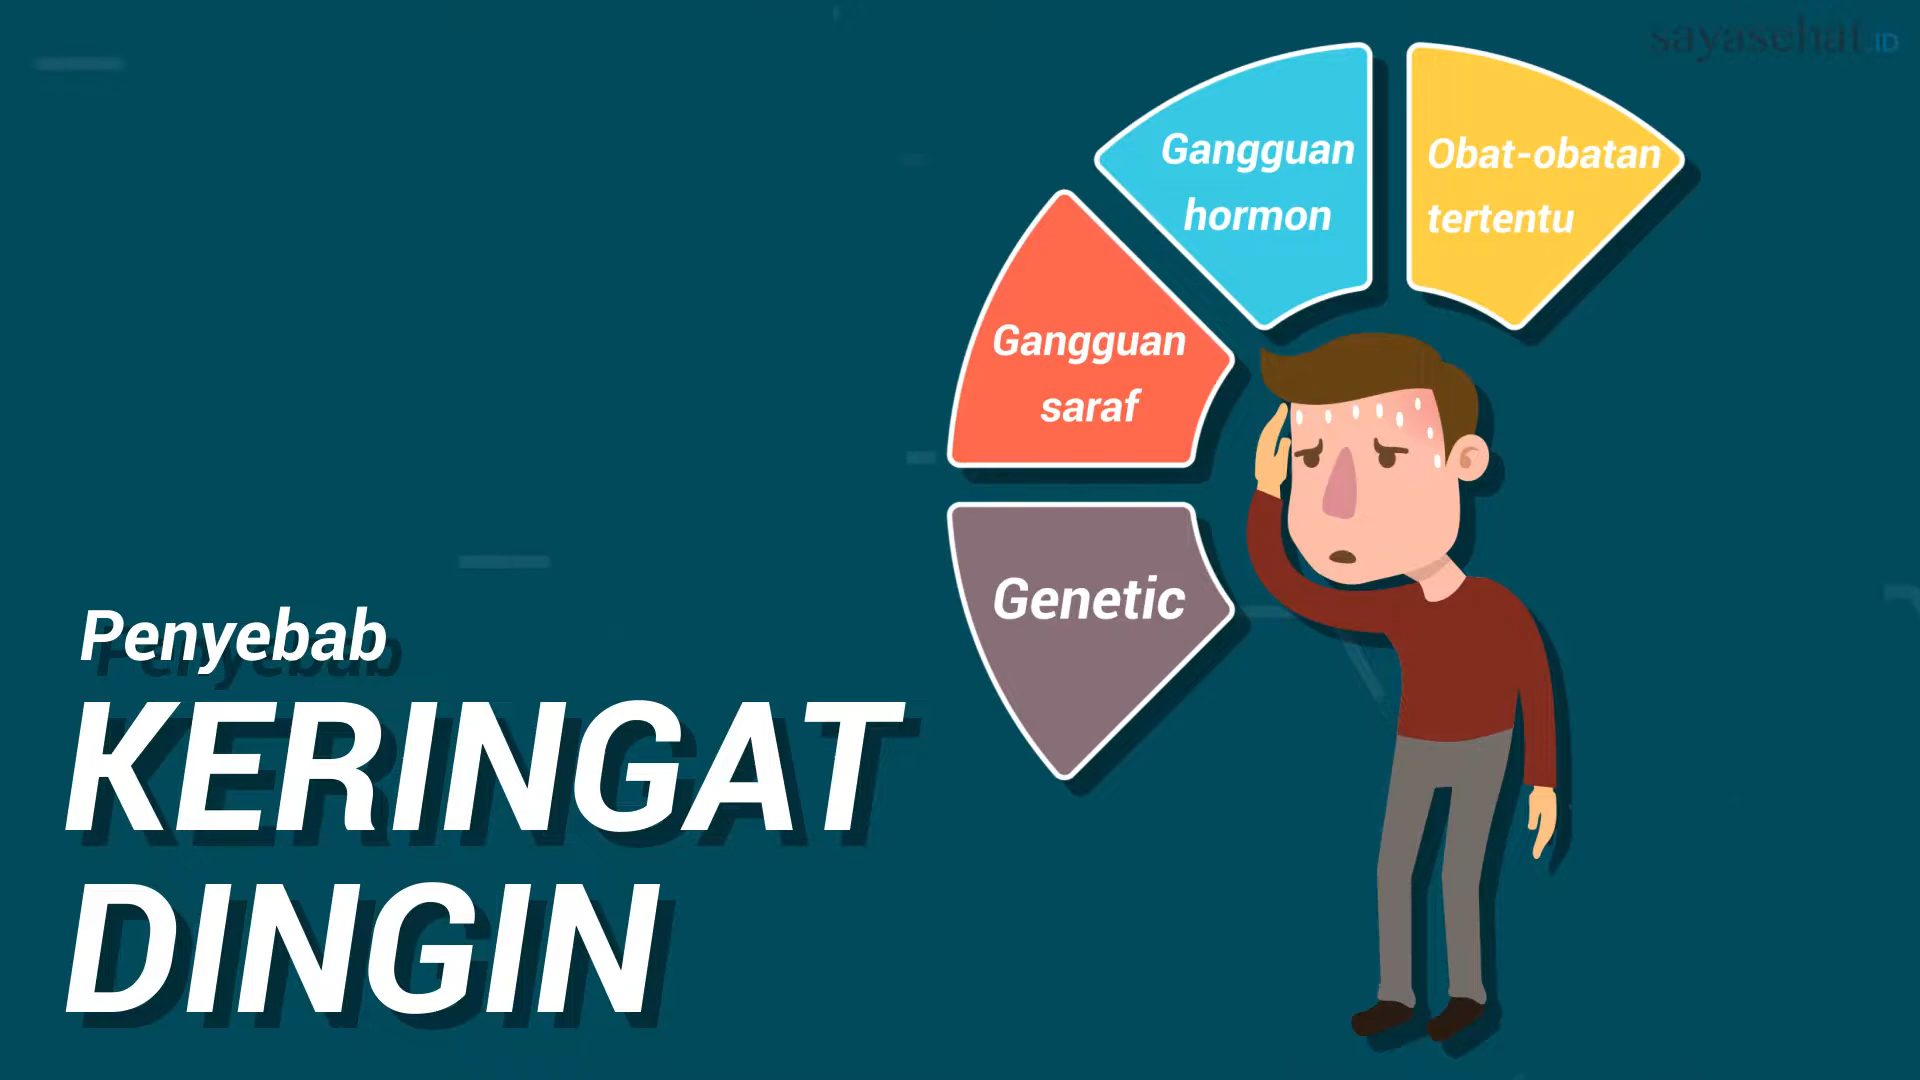 sayasehat.ID
Gangguan
hormon
Obat-obatan
tertentu
Gangguan
saraf
Genetic
Penyebab
KERINGAT
DINGIN